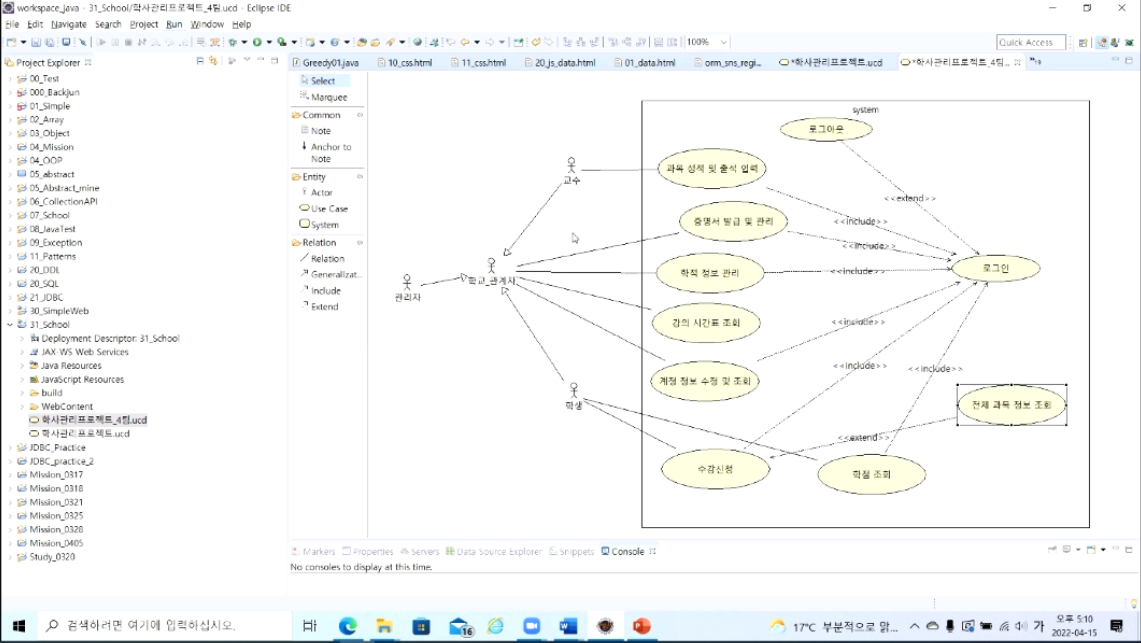 workspace_java - 31_School/학사관리프로젝트_4팀.ucd - Eclipse IDE
File Edit Navigate Search Project Run Window Help
100%
Quick Access
Project Explorer
Greedy01.java
10_css.html
11_css.html
20_js_data.html
01_data.html
orm_sns_regi...
*학사관리프로젝트.ucd
*학사관리프로젝트_4팀...
00_Test
000_Backjun
01_Simple
02_Array
03_Object
04_Mission
04_OOP
05_abstract
05_Abstract_mine
06_CollectionAPI
07_School
08_JavaTest
09_Exception
11_Patterns
20_DDL
20_SQL
21_JDBC
30_SimpleWeb
31_School
Deployment Descriptor: 31_School
JAX-WS Web Services
Java Resources
JavaScript Resources
build
WebContent
학사관리프로젝트_4팀.ucd
학사관리프로젝트.ucd
JDBC_Practice
JDBC_practice_2
Mission_0317
Mission_0318
Mission_0321
Mission_0325
Mission_0328
Mission_0405
Study_0320
Select
Marquee
Common
Note
Anchor to
Note
Entity
Actor
Use Case
System
Relation
Relation
Generalizat...
Include
Extend
system
로그아웃
교수
과목 성적 및 출석 입력
<<extend>>
<<include>>
증명서 발급 및 관리
<<include>>
학교_관계자
관리자
학적 정보 관리
<<include>>
로그인
강의 시간표 조회
<<include>>
계정 정보 수정 및 조회
<<include>>
<<include>>
학생
전체 과목 정보 조회
<<extend>>
수강신청
학점 조회
Markers Properties Servers Data Source Explorer Snippets Console
No consoles to display at this time.
검색하려면 여기에 입력하십시오.
16
17°C 부분적으로 맑...
가
오후 5:10
2022-04-15